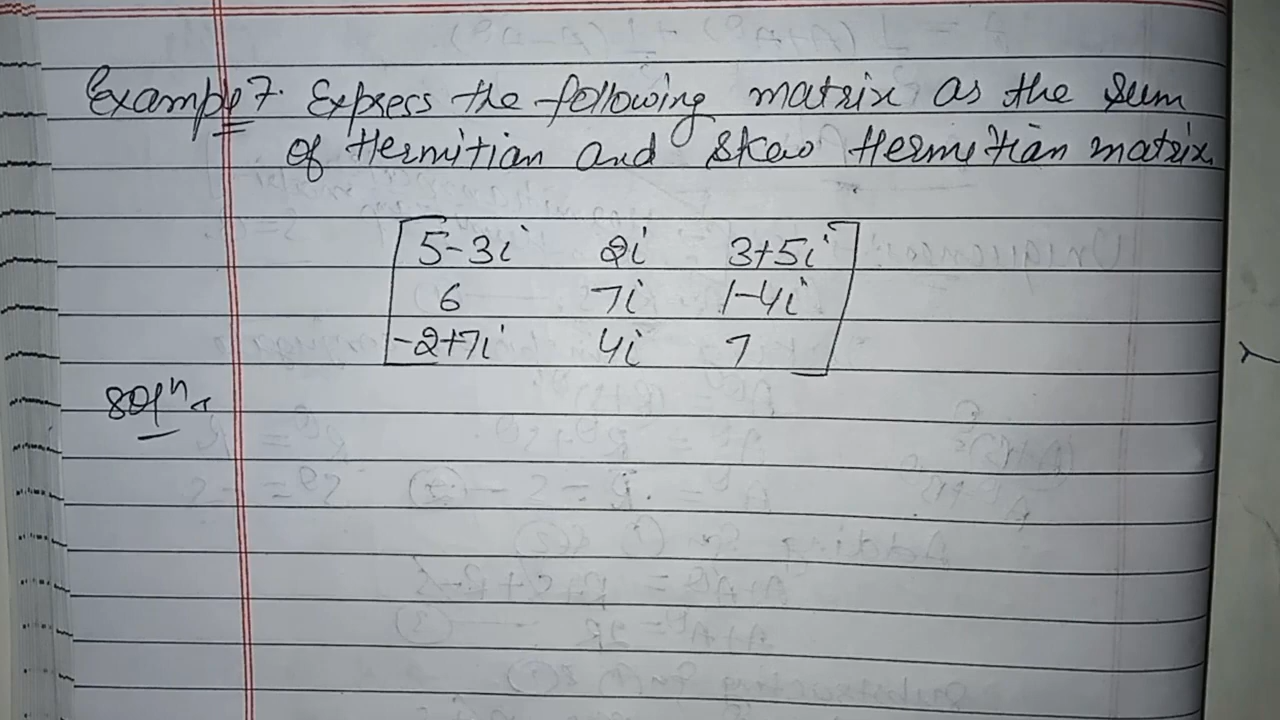 Example 7. Express the following matrix as the sum
of Hermitian and skew Hermitian matrix.
5-3i 2i 3+5i
6 7i 1-4i
-2+7i 4i 7
Solⁿ